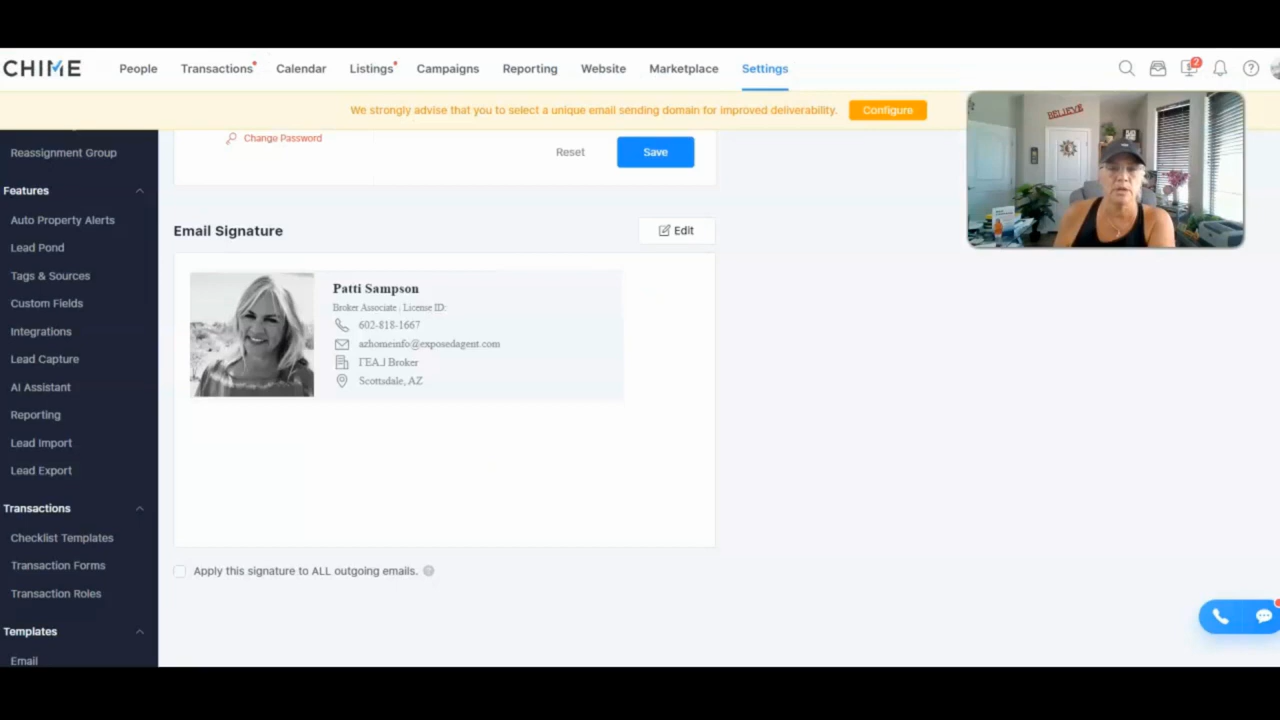 CHIME
People Transactions Calendar Listings Campaigns Reporting Website Marketplace Settings
2
We strongly advise that you to select a unique email sending domain for improved deliverability. Configure
BELIEVE
Reassignment Group
Features
Auto Property Alerts
Lead Pond
Tags & Sources
Custom Fields
Integrations
Lead Capture
AI Assistant
Reporting
Lead Import
Lead Export
Transactions
Checklist Templates
Transaction Forms
Transaction Roles
Templates
Email
Change Password
Reset Save
Email Signature Edit
Patti Sampson
Broker Associate | License ID:
602-818-1667
azhomeinfo@exposedagent.com
Broker
Scottsdale, AZ
Apply this signature to ALL outgoing emails. ?